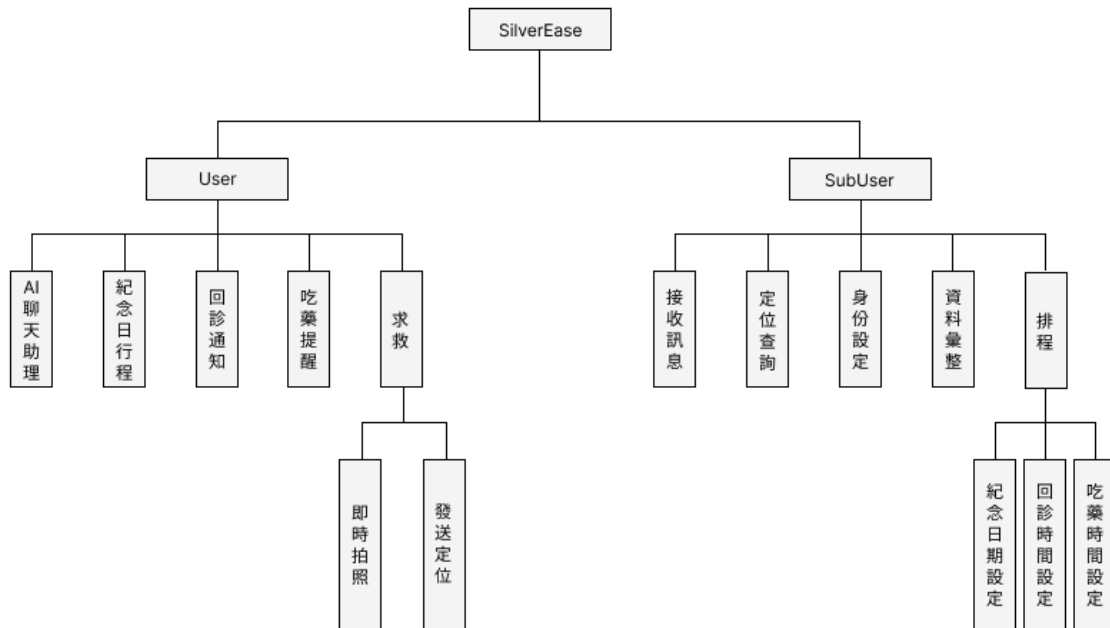 SilverEase
User
SubUser
AI聊天助理
紀念日行程
回診通知
吃藥提醒
求救
接收訊息
定位查詢
身份設定
資料彙整
排程
即時拍照
發送定位
紀念日期設定
回診時間設定
吃藥時間設定